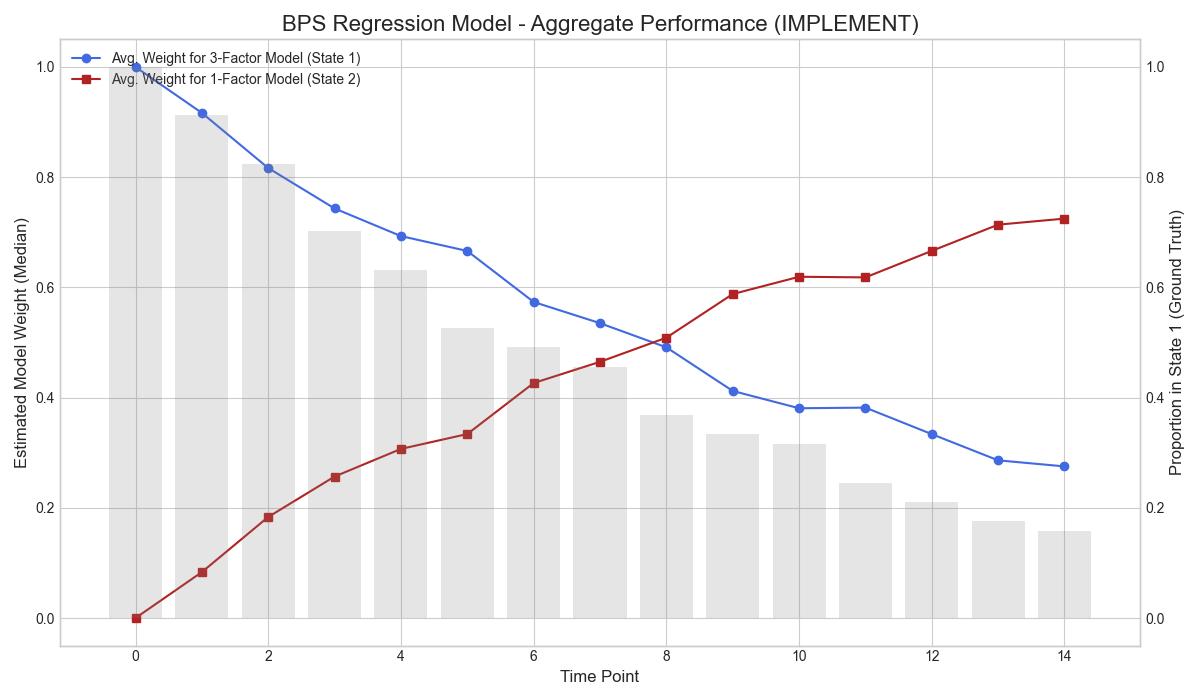 BPS Regression Model - Aggregate Performance (IMPLEMENT)
Avg. Weight for 3-Factor Model (State 1)
Avg. Weight for 1-Factor Model (State 2)
Estimated Model Weight (Median)
1.0
0.8
0.6
0.4
0.2
0.0
0 2 4 6 8 10 12 14
Time Point
1.0
0.8
0.6
0.4
0.2
0.0
Proportion in State 1 (Ground Truth)